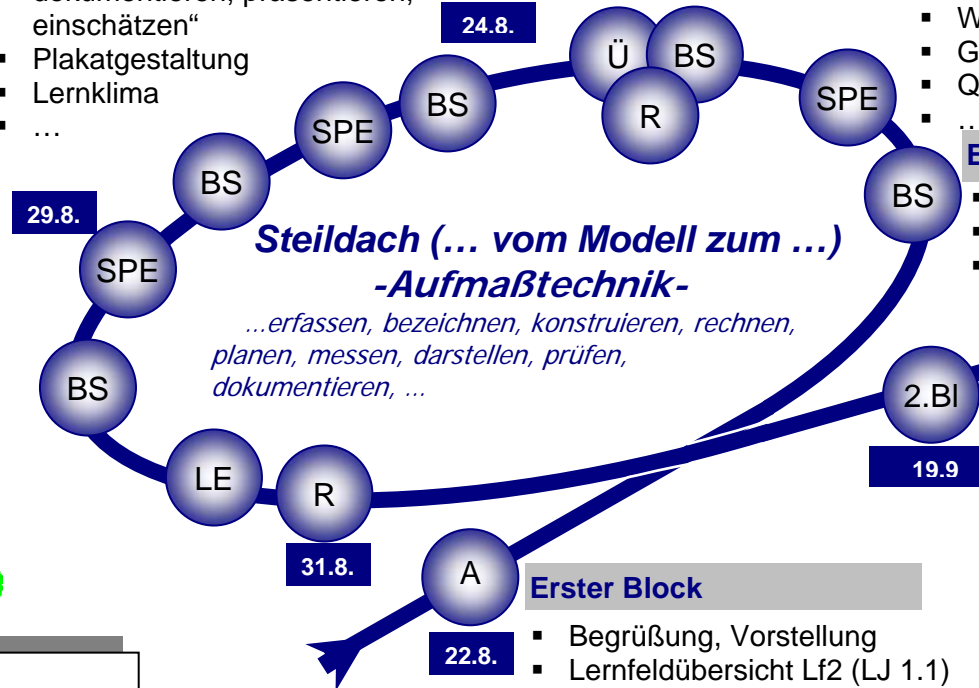 einschätzen“
▪ Plakatgestaltung
▪ Lernklima
▪ …
24.8.
Ü
BS
R
SPE
BS
BS
SPE
BS
29.8.
SPE
BS
LE
R
31.8.
Steildach (… vom Modell zum …)
-Aufmaßtechnik-
…erfassen, bezeichnen, konstruieren, rechnen,
planen, messen, darstellen, prüfen,
dokumentieren, …
2.Bl
19.9
A
22.8.
Erster Block
▪ Begrüßung, Vorstellung
▪ Lernfeldübersicht Lf2 (LJ 1.1)